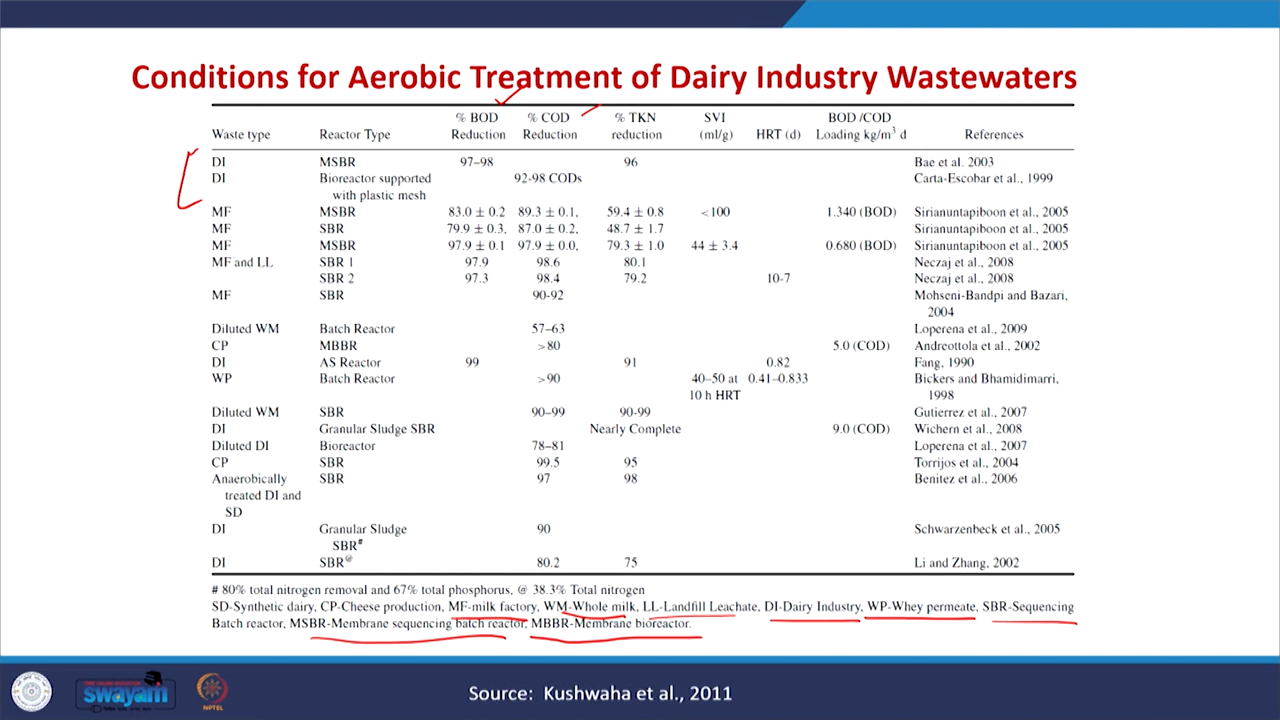 Conditions for Aerobic Treatment of Dairy Industry Wastewaters
% BOD % COD % TKN SVI BOD /COD
Waste type Reactor Type Reduction Reduction reduction (ml/g) HRT (d) Loading kg/m³ d References
DI MSBR 97–98 96 Bae et al. 2003
DI Bioreactor supported 92-98 CODs Carta-Escobar et al., 1999
with plastic mesh
MF MSBR 83.0 ± 0.2 89.3 ± 0.1, 59.4 ± 0.8 <100 1.340 (BOD) Sirianuntapiboon et al., 2005
MF SBR 79.9 ± 0.3, 87.0 ± 0.2, 48.7 ± 1.7 Sirianuntapiboon et al., 2005
MF MSBR 97.9 ± 0.1 97.9 ± 0.0, 79.3 ± 1.0 44 ± 3.4 0.680 (BOD) Sirianuntapiboon et al., 2005
MF and LL SBR 1 97.9 98.6 80.1 Neczaj et al., 2008
SBR 2 97.3 98.4 79.2 10-7 Neczaj et al., 2008
MF SBR 90-92 Mohseni-Bandpi and Bazari,
2004
Diluted WM Batch Reactor 57–63 Loperena et al., 2009
CP MBBR >80 5.0 (COD) Andreottola et al., 2002
DI AS Reactor 99 91 0.82 Fang, 1990
WP Batch Reactor >90 40–50 at 0.41–0.833 Bickers and Bhamidimarri,
10 h HRT 1998
Diluted WM SBR 90–99 90-99 Gutierrez et al., 2007
DI Granular Sludge SBR Nearly Complete 9.0 (COD) Wichern et al., 2008
Diluted DI Bioreactor 78–81 Loperena et al., 2007
CP SBR 99.5 95 Torrijos et al., 2004
Anaerobically SBR 97 98 Benitez et al., 2006
treated DI and
SD
DI Granular Sludge 90 Schwarzenbeck et al., 2005
SBR#
DI SBR@ 80.2 75 Li and Zhang, 2002
# 80% total nitrogen removal and 67% total phosphorus, @ 38.3% Total nitrogen
SD-Synthetic dairy, CP-Cheese production, MF-milk factory, WM-Whole milk, LL-Landfill Leachate, DI-Dairy Industry, WP-Whey permeate, SBR-Sequencing
Batch reactor, MSBR-Membrane sequencing batch reactor, MBBR-Membrane bioreactor.
swayam
NPTEL
Source: Kushwaha et al., 2011